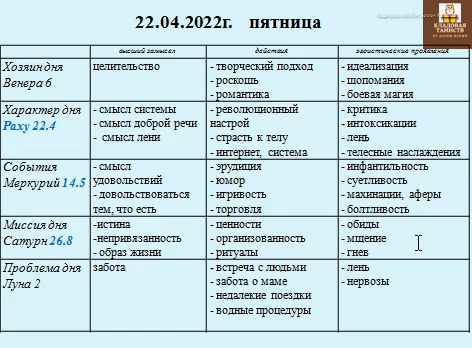 22.04.2022г. пятница
КЛАДОВАЯ
ТАИНСТВ
высший замысел действия эгоистические проявления
Хозяин дня целительство - творческий подход - идеализация
Венера 6 - роскошь - шопомания
- романтика - боевая магия
Характер дня - смысл системы - революционный - критика
Раху 22.4 - смысл доброй речи настрой - интоксикации
- смысл лени - страсть к телу - лень
- интернет, система - телесные наслаждения
События - смысл - эрудиция - инфантильность
Меркурий 14.5 удовольствий - юмор - суетливость
- довольствоваться - игривость - махинации, аферы
тем, что есть - торговля - болтливость
Миссия дня -истина - ценности - обиды
Сатурн 26.8 -непривязанность - организованность - мщение
- образ жизни - ритуалы - гнев
Проблема дня забота - встреча с людьми - лень
Луна 2 - забота о маме - нервозы
- недалекие поездки
- водные процедуры